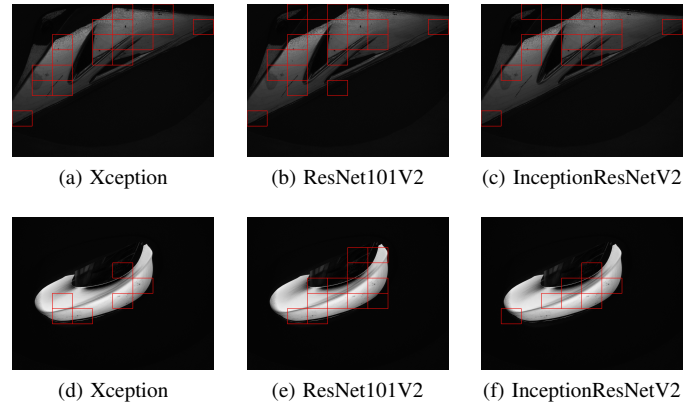 (a) Xception
(b) ResNet101V2
(c) InceptionResNetV2
(d) Xception
(e) ResNet101V2
(f) InceptionResNetV2